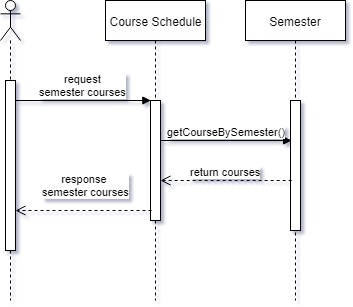 Course Schedule
Semester
request
semester courses
getCourseBySemester()
return courses
response
semester courses